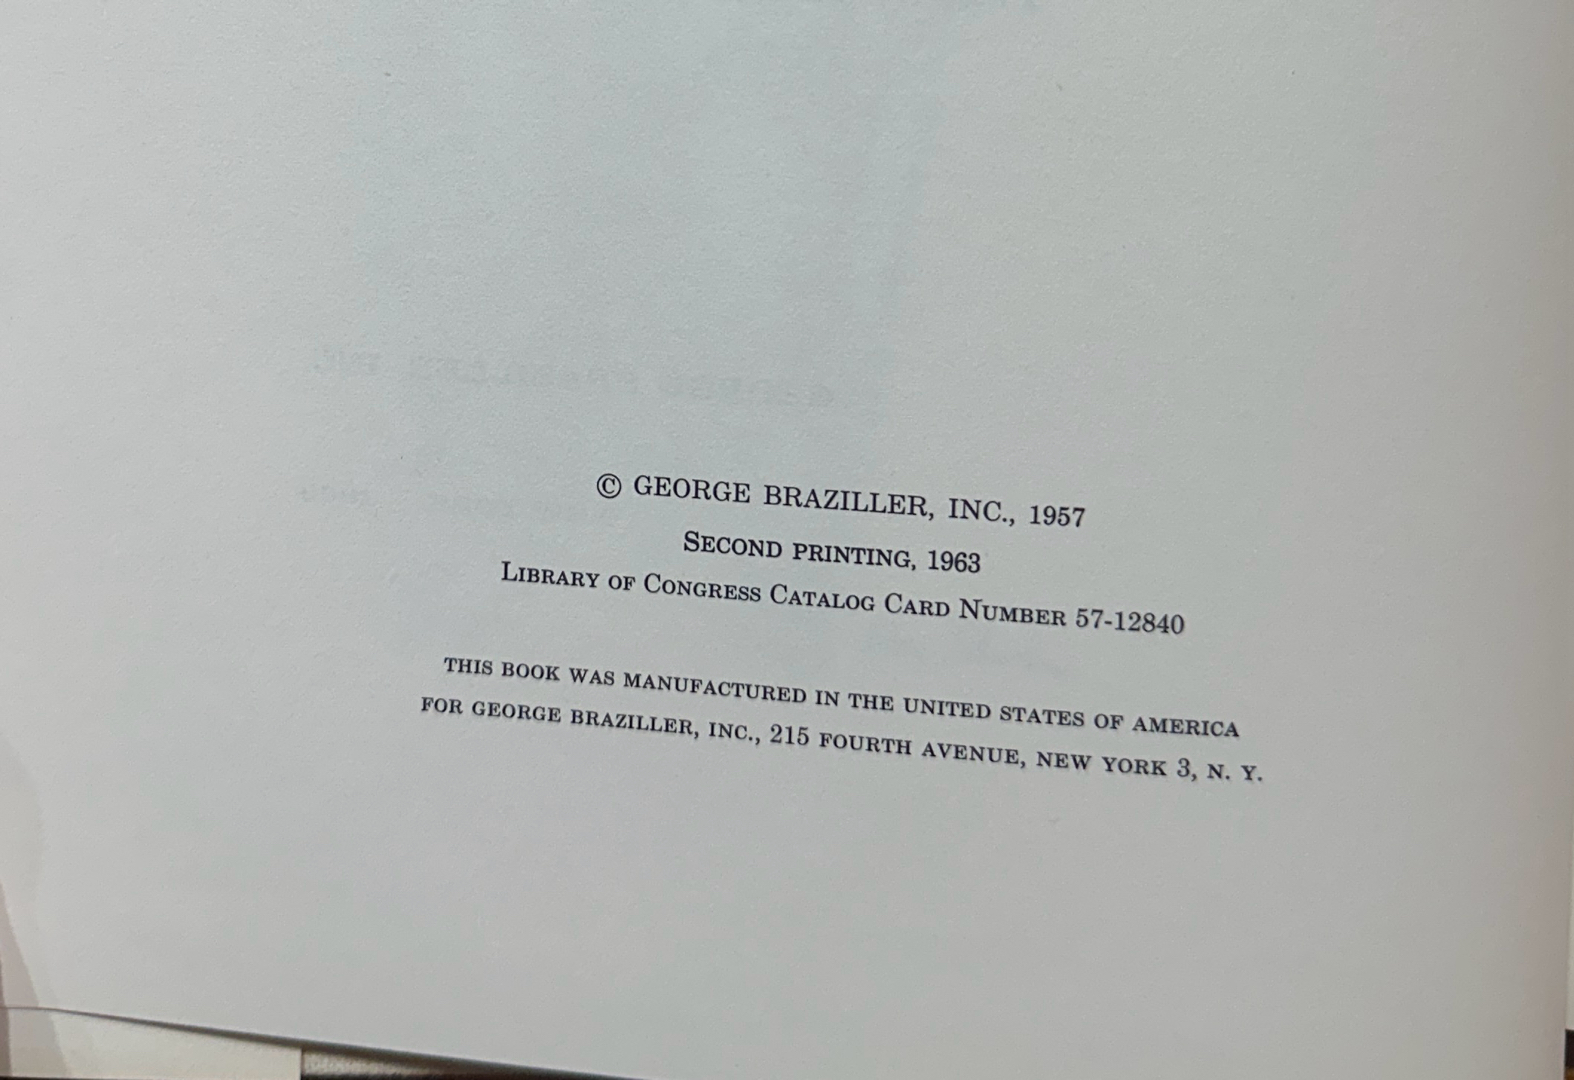 © GEORGE BRAZILLER, INC., 1957
SECOND PRINTING, 1963
LIBRARY OF CONGRESS CATALOG CARD NUMBER 57-12840
THIS BOOK WAS MANUFACTURED IN THE UNITED STATES OF AMERICA
FOR GEORGE BRAZILLER, INC., 215 FOURTH AVENUE, NEW YORK 3, N. Y.